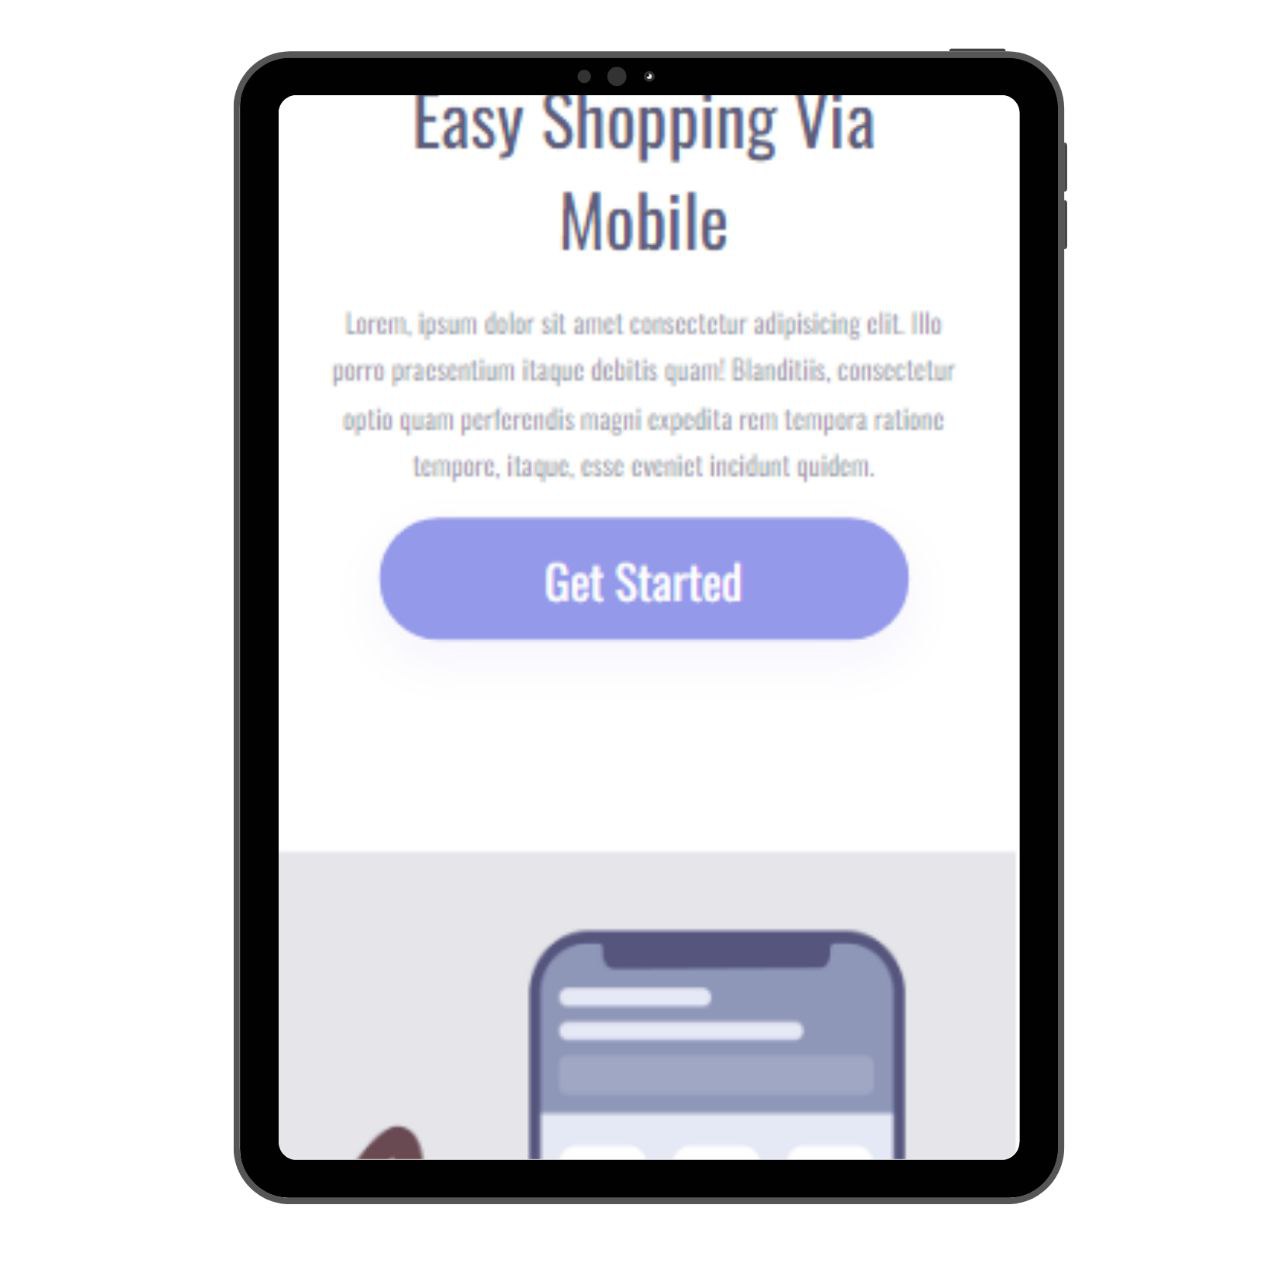 Easy Shopping Via
Mobile
Lorem, ipsum dolor sit amet consectetur adipisicing elit. Illo
porro praesentium itaque debitis quam! Blanditiis, consectetur
optio quam perferendis magni expedita rem tempora ratione
tempore, itaque, esse eveniet incidunt quidem.
Get Started